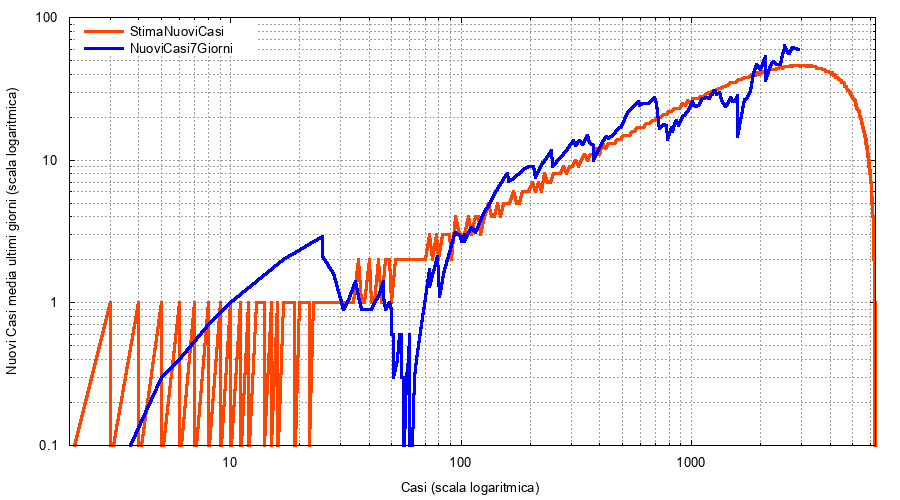 100
StimaNuoviCasi
NuoviCasi7Giorni
10
1
0.1
10
100
1000
Nuovi Casi media ultimi giorni (scala logaritmica)
Casi (scala logaritmica)